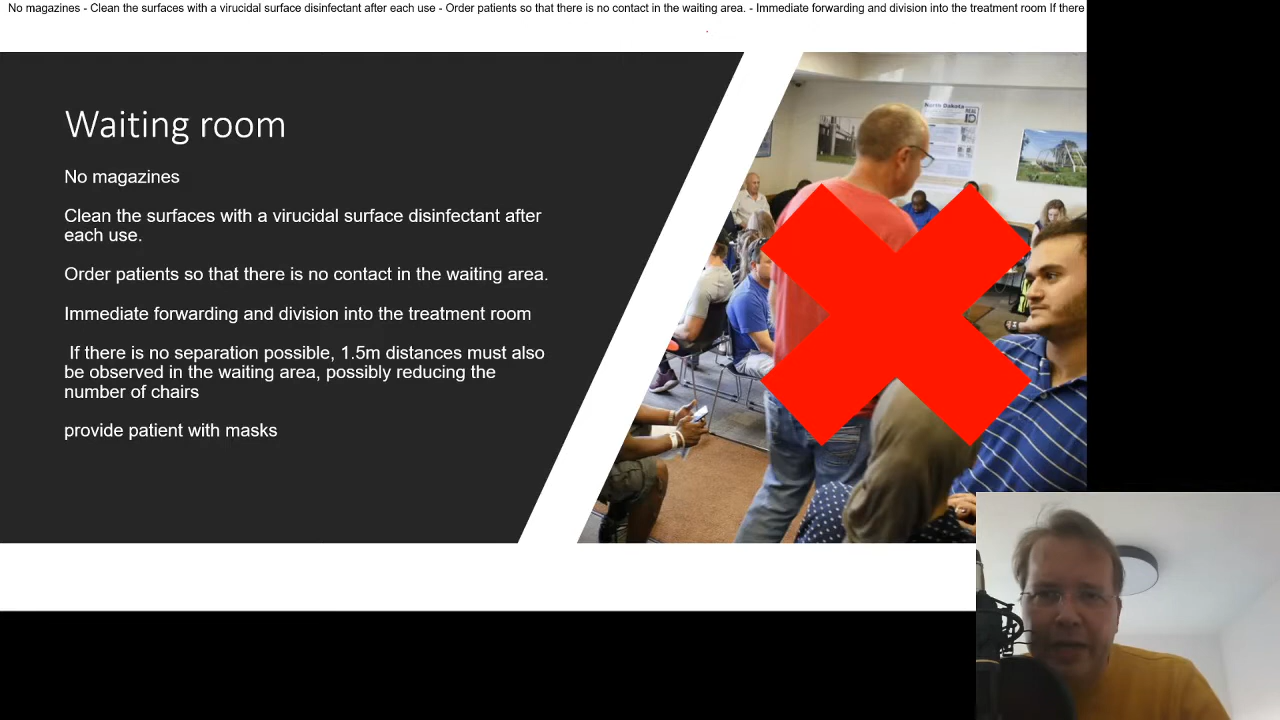 No magazines - Clean the surfaces with a virucidal surface disinfectant after each use - Order patients so that there is no contact in the waiting area. - Immediate forwarding and division into the treatment room If there
Waiting room
No magazines
Clean the surfaces with a virucidal surface disinfectant after
each use.
Order patients so that there is no contact in the waiting area.
Immediate forwarding and division into the treatment room
If there is no separation possible, 1.5m distances must also
be observed in the waiting area, possibly reducing the
number of chairs
provide patient with masks
North Dakota
REAL
ID